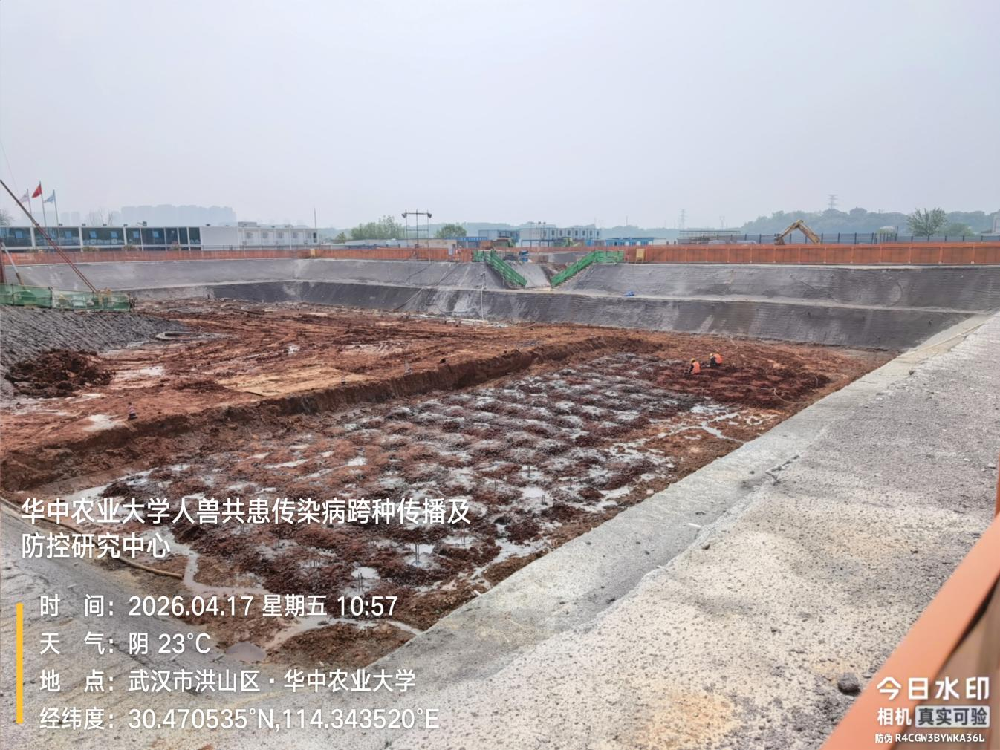 华中农业大学人兽共患传染病跨种传播及
防控研究中心
时 间：2026.04.17 星期五 10:57
天 气：阴 23°C
地 点：武汉市洪山区·华中农业大学
经纬度：30.470535°N,114.343520°E
今日水印
相机 真实可验
防伪 R4CGW3BYWKA36L